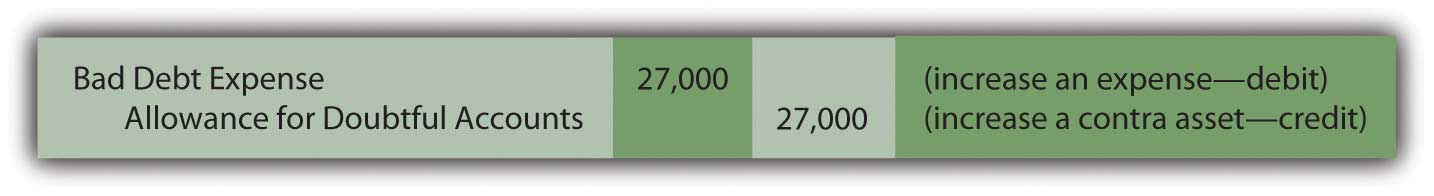 Bad Debt Expense 27,000 (increase an expense—debit)
Allowance for Doubtful Accounts 27,000 (increase a contra asset—credit)